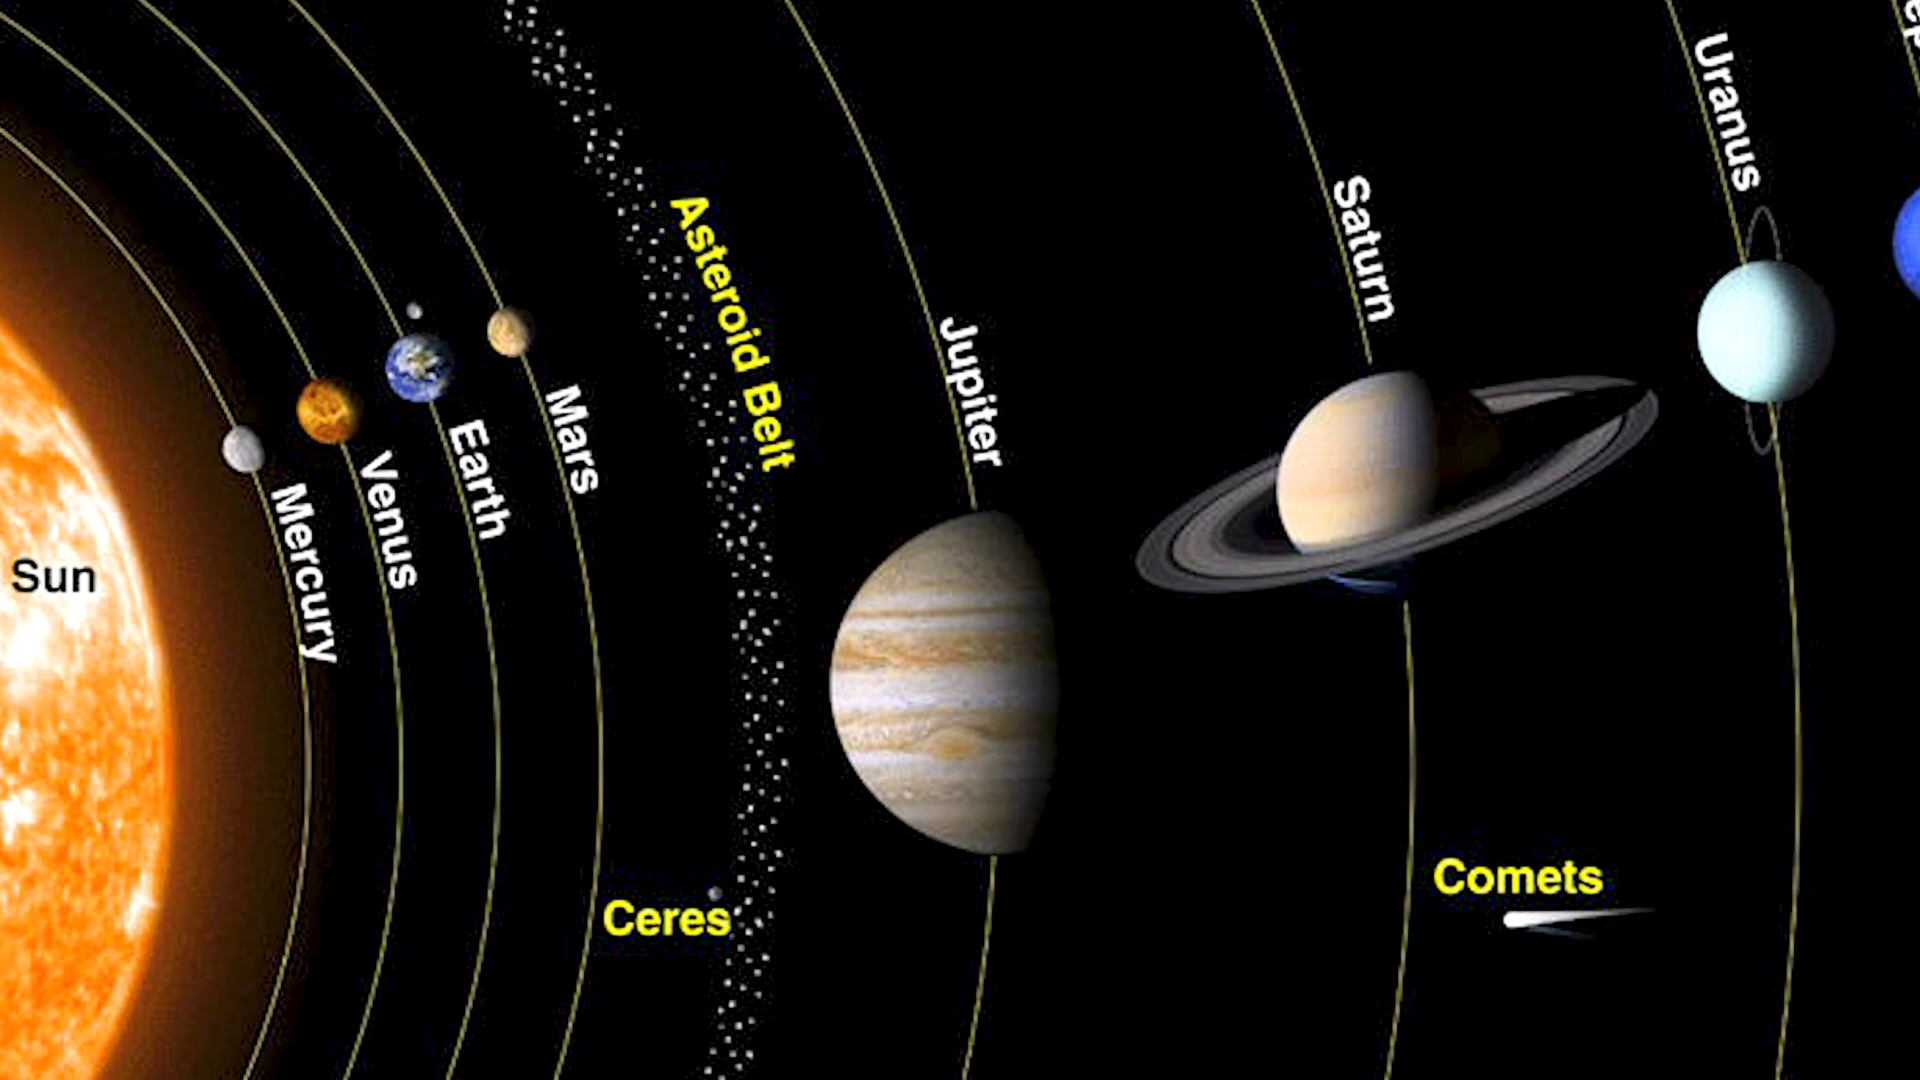 Sun
Mercury
Venus
Earth
Mars
Asteroid Belt
Ceres
Jupiter
Saturn
Comets
Uranus